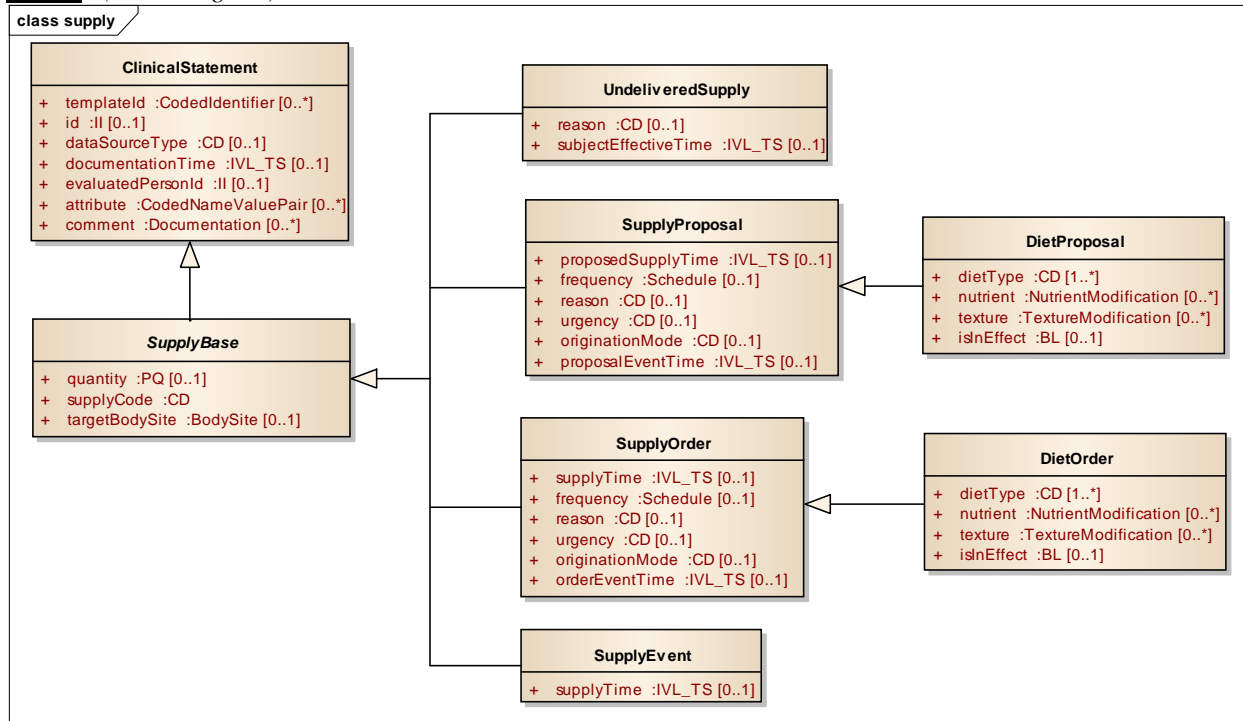 class supply
ClinicalStatement
+ templateId :CodedIdentifier [0..*]
+ id :II [0..1]
+ dataSourceType :CD [0..1]
+ documentationTime :IVL_TS [0..1]
+ evaluatedPersonId :II [0..1]
+ attribute :CodedNameValuePair [0..*]
+ comment :Documentation [0..*]
SupplyBase
+ quantity :PQ [0..1]
+ supplyCode :CD
+ targetBodySite :BodySite [0..1]
UndeliveredSupply
+ reason :CD [0..1]
+ subjectEffectiveTime :IVL_TS [0..1]
SupplyProposal
+ proposedSupplyTime :IVL_TS [0..1]
+ frequency :Schedule [0..1]
+ reason :CD [0..1]
+ urgency :CD [0..1]
+ originationMode :CD [0..1]
+ proposalEventTime :IVL_TS [0..1]
DietProposal
+ dietType :CD [1..*]
+ nutrient :NutrientModification [0..*]
+ texture :TextureModification [0..*]
+ isInEffect :BL [0..1]
SupplyOrder
+ supplyTime :IVL_TS [0..1]
+ frequency :Schedule [0..1]
+ reason :CD [0..1]
+ urgency :CD [0..1]
+ originationMode :CD [0..1]
+ orderEventTime :IVL_TS [0..1]
DietOrder
+ dietType :CD [1..*]
+ nutrient :NutrientModification [0..*]
+ texture :TextureModification [0..*]
+ isInEffect :BL [0..1]
SupplyEvent
+ supplyTime :IVL_TS [0..1]